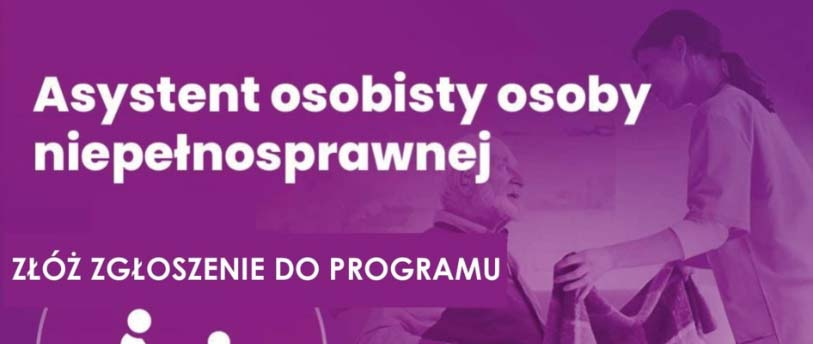 Asystent osobisty osoby
niepełnosprawnej
ZŁÓŻ ZGŁOSZENIE DO PROGRAMU